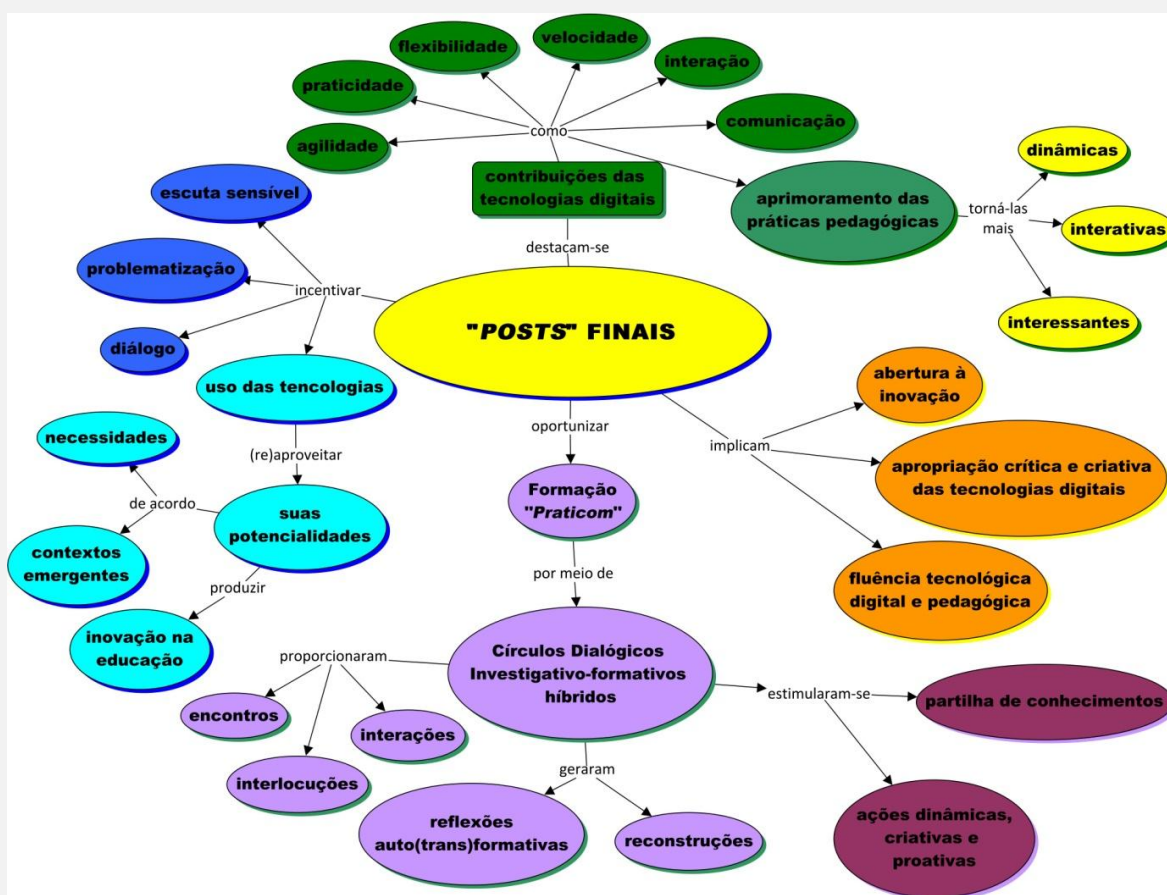 velocidade
flexibilidade
interação
praticidade
comunicação
como
agilidade
dinâmicas
contribuições das
tecnologias digitais
escuta sensível
aprimoramento das
práticas pedagógicas
torná-las
mais
interativas
destacam-se
problematização
incentivar
"POSTS" FINAIS
interessantes
diálogo
uso das tencologias
abertura à
inovação
necessidades
oportunizar
implicam
(re)aproveitar
apropriação crítica e criativa
das tecnologias digitais
Formação
"Praticom"
de acordo
suas
potencialidades
contextos
emergentes
fluência tecnológica
digital e pedagógica
por meio de
produzir
inovação na
educação
Círculos Dialógicos
Investigativo-formativos
híbridos
proporcionaram
estimularam-se
partilha de conhecimentos
encontros
interações
interlocuções
geraram
reflexões
auto(trans)formativas
reconstruções
ações dinâmicas,
criativas e
proativas